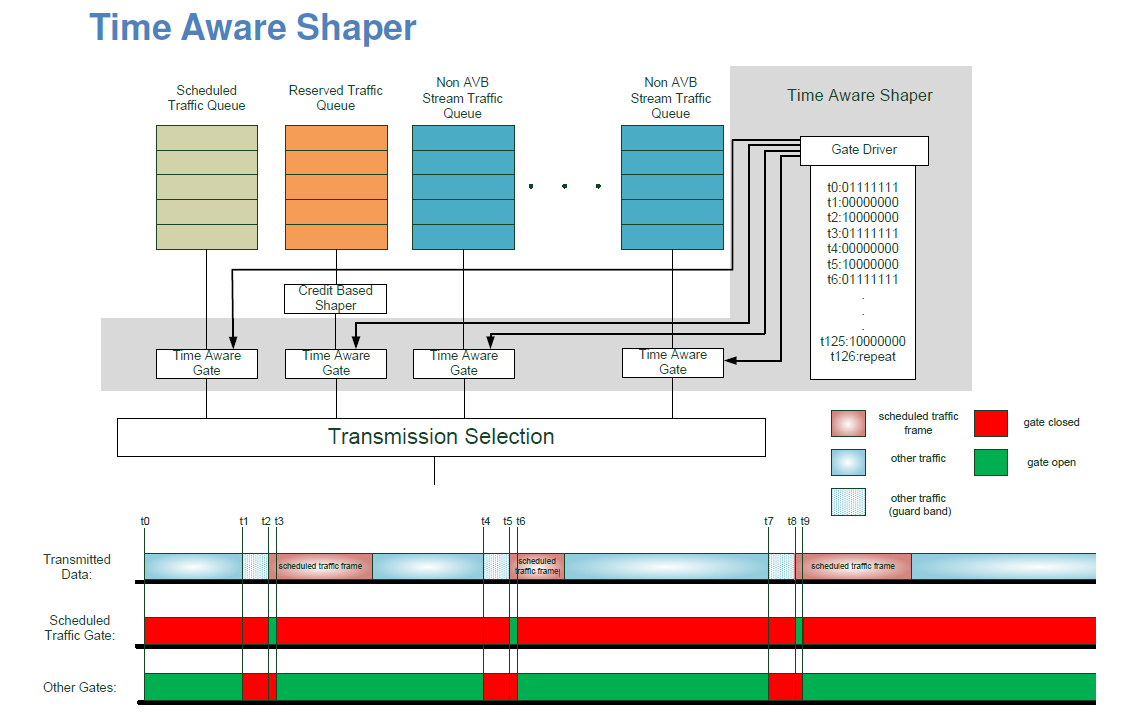 Time Aware Shaper
Scheduled
Traffic Queue
Reserved Traffic
Queue
Non AVB
Stream Traffic
Queue
Non AVB
Stream Traffic
Queue
Time Aware Shaper
Gate Driver
t0:01111111
t1:00000000
t2:10000000
t3:01111111
t4:00000000
t5:10000000
t6:01111111
.
.
.
t125:10000000
t126:repeat
Credit Based
Shaper
Time Aware
Gate
Time Aware
Gate
Time Aware
Gate
Time Aware
Gate
Transmission Selection
scheduled traffic
frame
gate closed
other traffic
gate open
other traffic
(guard band)
t0
t1
t2
t3
t4
t5
t6
t7
t8
t9
Transmitted
Data:
scheduled traffic frame
scheduled
traffic frame
scheduled traffic frame
Scheduled
Traffic Gate:
Other Gates: